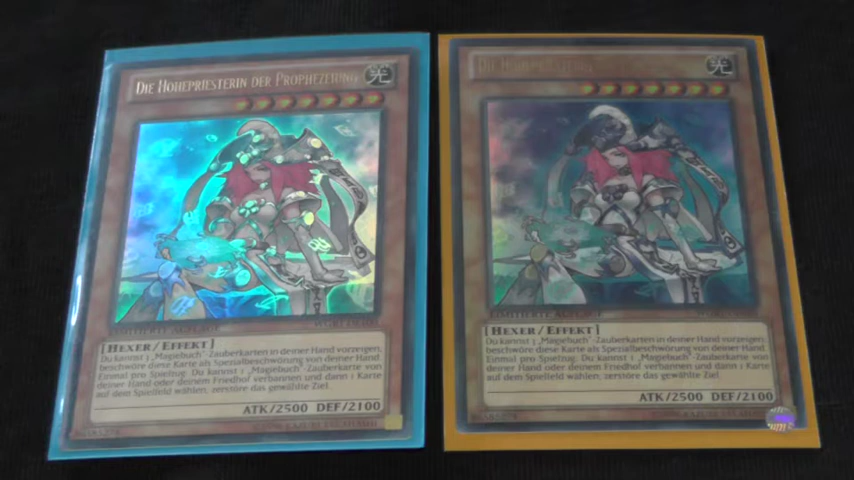 DIE HOHEPRIESTERIN DER PROPHEZEIUNG
光
LIMITIERTE AUFLAGE
[HEXER/EFFEKT]
Du kannst 3 „Magiebuch"-Zauberkarten in deiner Hand vorzeigen;
beschwöre diese Karte als Spezialbeschwörung von deiner Hand.
Einmal pro Spielzug: Du kannst 1 „Magiebuch"-Zauberkarte von
deiner Hand oder deinem Friedhof verbannen und dann 1 Karte
auf dem Spielfeld wählen; zerstöre das gewählte Ziel.
ATK/2500 DEF/2100
光
LIMITIERTE AUFLAGE
[HEXER/EFFEKT]
Du kannst 3 „Magiebuch"-Zauberkarten in deiner Hand vorzeigen;
beschwöre diese Karte als Spezialbeschwörung von deiner Hand.
Einmal pro Spielzug: Du kannst 1 „Magiebuch"-Zauberkarte von
deiner Hand oder deinem Friedhof verbannen und dann 1 Karte
auf dem Spielfeld wählen; zerstöre das gewählte Ziel.
ATK/2500 DEF/2100